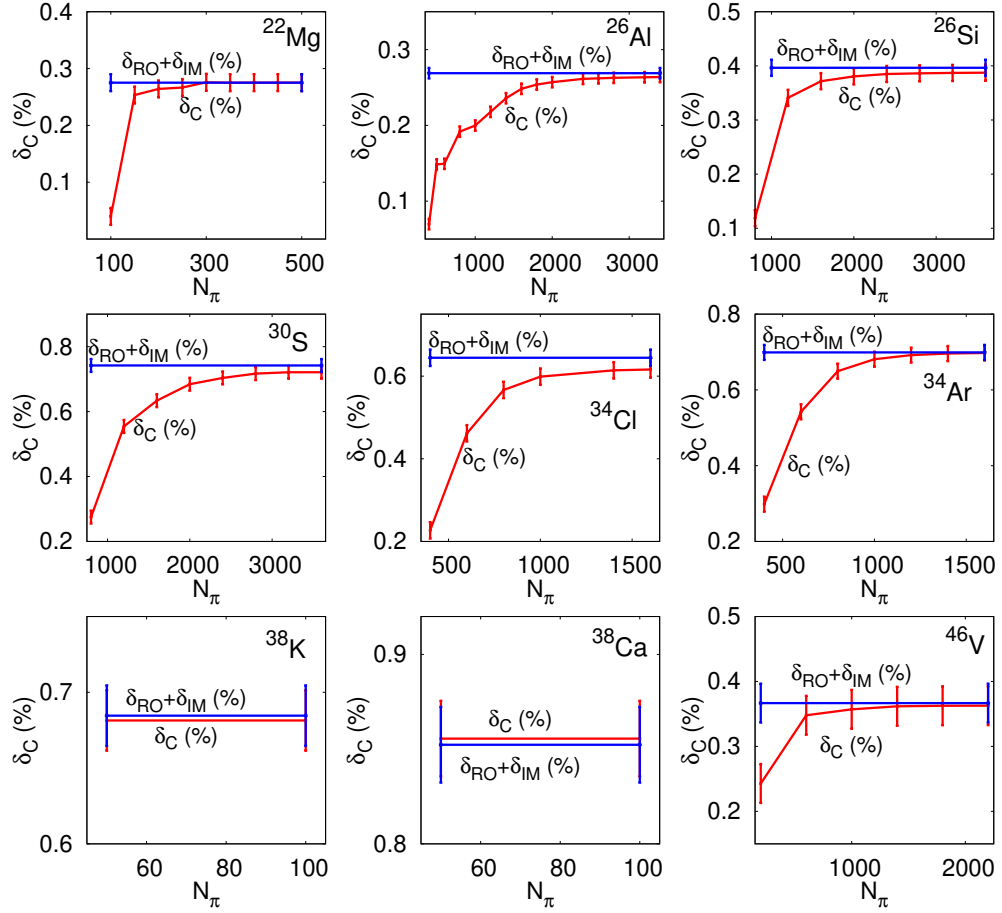 ²²Mg
0.4
0.3
0.2
0.1
δC (%)
δRO+δIM (%)
δC (%)
100 300 500
Nπ
²⁶Al
0.3
0.2
0.1
δC (%)
δRO+δIM (%)
δC (%)
1000 2000 3000
Nπ
²⁶Si
0.5
0.4
0.3
0.2
0.1
δC (%)
δRO+δIM (%)
δC (%)
1000 2000 3000
Nπ
³⁰S
0.8
0.6
0.4
0.2
δC (%)
δRO+δIM (%)
δC (%)
1000 2000 3000
Nπ
³⁴Cl
0.6
0.4
0.2
δC (%)
δRO+δIM (%)
δC (%)
500 1000 1500
Nπ
³⁴Ar
0.8
0.6
0.4
0.2
δC (%)
δRO+δIM (%)
δC (%)
500 1000 1500
Nπ
³⁸K
0.7
0.6
δC (%)
δRO+δIM (%)
δC (%)
60 80 100
Nπ
³⁸Ca
0.9
0.8
δC (%)
δC (%)
δRO+δIM (%)
60 80 100
Nπ
⁴⁶V
0.5
0.4
0.3
0.2
δC (%)
δRO+δIM (%)
δC (%)
1000 2000
Nπ